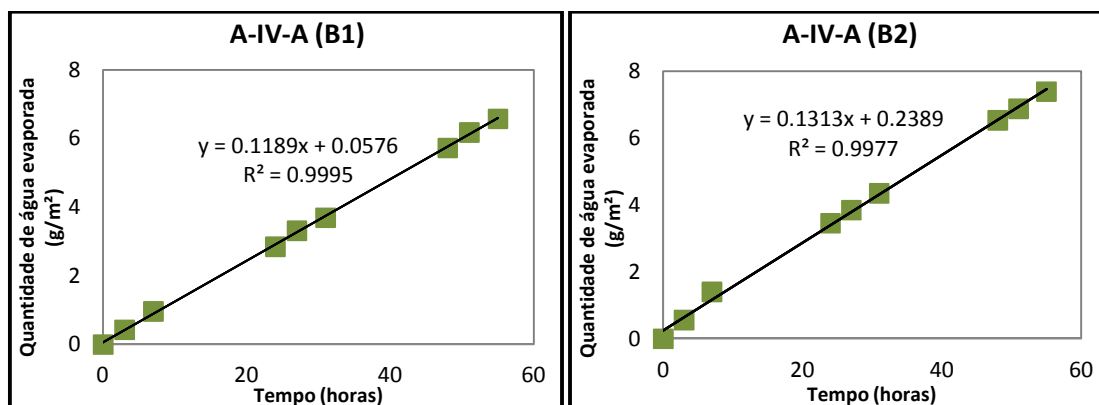 A-IV-A (B1)
Quantidade de água evaporada
(g/m²)
8
6
4
2
0
y = 0.1189x + 0.0576
R² = 0.9995
0 20 40 60
Tempo (horas)
A-IV-A (B2)
Quantidade de água evaporada
(g/m²)
8
6
4
2
0
y = 0.1313x + 0.2389
R² = 0.9977
0 20 40 60
Tempo (horas)